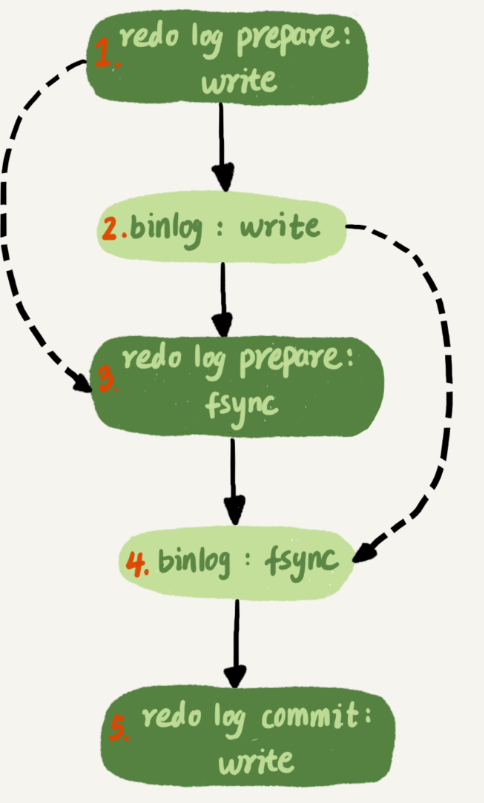 1. redo log prepare:
write
2. binlog : write
3. redo log prepare:
fsync
4. binlog : fsync
5. redo log commit:
write